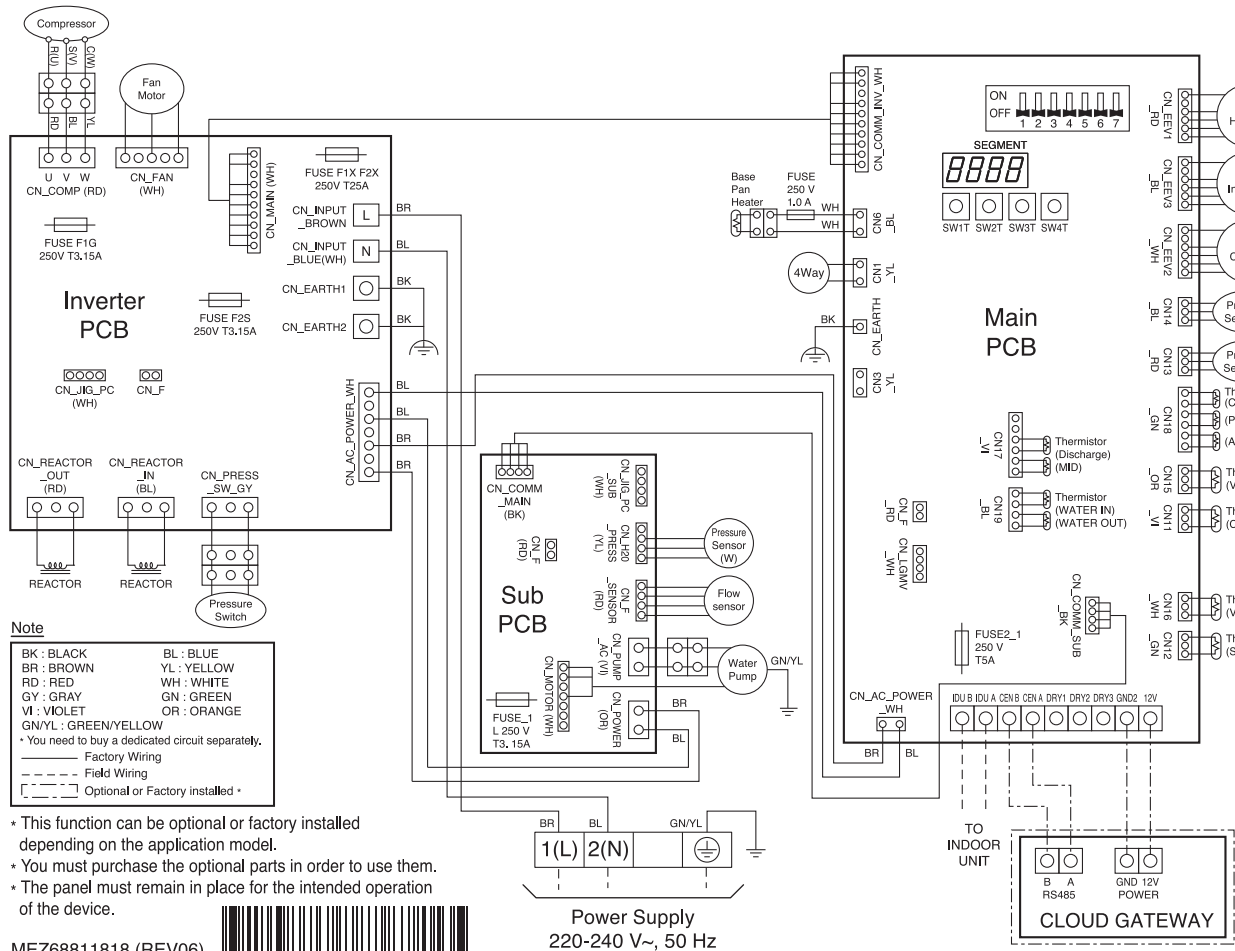 Compressor
R(U) S(V) C(W)
RD BL YL
Fan
Motor
U V W
CN_COMP (RD)
CN_FAN
(WH)
CN_MAIN (WH)
FUSE F1X F2X
250V T25A
FUSE F1G
250V T3.15A
FUSE F2S
250V T3.15A
Inverter
PCB
CN_INPUT
_BROWN
L
BR
CN_INPUT
_BLUE(WH)
N
BL
CN_EARTH1
BK
CN_EARTH2
BK
CN_JIG_PC
(WH)
CN_F
CN_AC_POWER_WH
BL
BL
BR
BR
CN_REACTOR
_OUT
(RD)
CN_REACTOR
_IN
(BL)
CN_PRESS
_SW_GY
REACTOR
REACTOR
Pressure
Switch
Note
BK : BLACK BL : BLUE
BR : BROWN YL : YELLOW
RD : RED WH : WHITE
GY : GRAY GN : GREEN
VI : VIOLET OR : ORANGE
GN/YL : GREEN/YELLOW
* You need to buy a dedicated circuit separately.
Factory Wiring
Field Wiring
Optional or Factory installed *
* This function can be optional or factory installed
depending on the application model.
* You must purchase the optional parts in order to use them.
* The panel must remain in place for the intended operation
of the device.
MEZ68811818 (REV06)
CN_COMM
_MAIN
(BK)
CN_JIG_PC
_SUB
(WH)
CN_F
(RD)
CN_H20
_PRESS
(YL)
Pressure
Sensor
(W)
Sub
PCB
CN_F
_SENSOR
(RD)
Flow
sensor
CN_PUMP
_AC (VI)
Water
Pump
GN/YL
CN_MOTOR (WH)
FUSE_1
L 250 V
T3. 15A
CN_POWER
(OR)
BR
BL
BR BL GN/YL
1(L) 2(N)
Power Supply
220-240 V~, 50 Hz
CN_COMM_INV_WH
ON
OFF
1 2 3 4 5 6 7
SEGMENT
8888
SW1T SW2T SW3T SW4T
Base
Pan
Heater
FUSE
250 V
1.0 A
WH
WH
CN6
_BL
4Way
CN1
_YL
BK
CN_EARTH
CN3
_YL
Main
PCB
CN_EEV1
_RD
H
CN_EEV3
_BL
In
CN_EEV2
_WH
CN14
_BL
Pr
Se
CN13
_RD
Pr
Se
CN18
_GN
Th
(C
(P
(A
CN15
_OR
Th
(V
CN11
_VI
Th
(C
CN16
_WH
Th
(V
CN12
_GN
Th
(S
CN17
_VI
Thermistor
(Discharge)
(MID)
CN19
_BL
Thermistor
(WATER IN)
(WATER OUT)
CN_F
_RD
CN_LGMV
_WH
CN_COMM_SUB
_BK
FUSE2_1
250 V
T5A
CN_AC_POWER
_WH
BR BL
IDU B IDU A CEN B CEN A DRY1 DRY2 DRY3 GND2 12V
TO
INDOOR
UNIT
B A
RS485
GND 12V
POWER
CLOUD GATEWAY